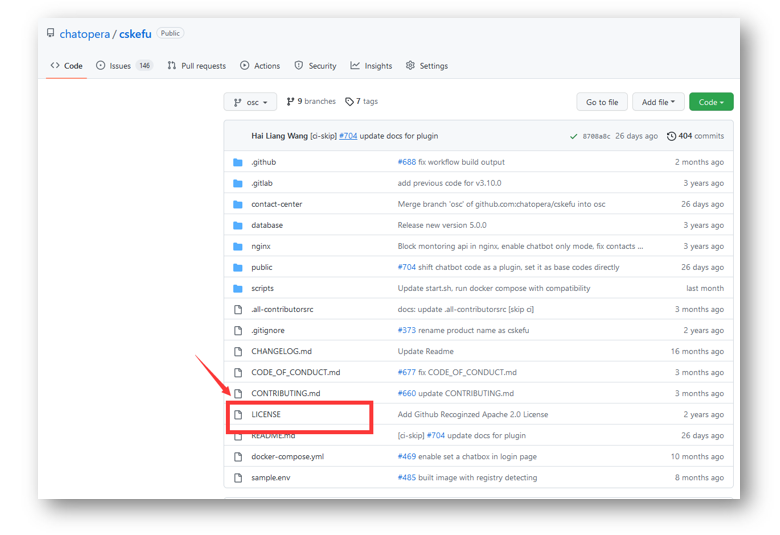 chatopera / cskefu Public
Code Issues 146 Pull requests Actions Security Insights Settings
osc 9 branches 7 tags Go to file Add file Code
Hai Liang Wang [ci-skip] #704 update docs for plugin 8708a8c 26 days ago 404 commits
.github #688 fix workflow build output 2 months ago
.gitlab add previous code for v3.10.0 3 years ago
contact-center Merge branch 'osc' of github.com:chatopera/cskefu into osc 26 days ago
database Release new version 5.0.0 3 years ago
nginx Block montoring api in nginx, enable chatbot only mode, fix contacts ... 3 years ago
public #704 shift chatbot code as a plugin, set it as base codes directly 26 days ago
scripts Update start.sh, run docker compose with compatibility last month
.all-contributorsrc docs: update .all-contributorsrc [skip ci] 3 months ago
.gitignore #373 rename product name as cskefu 2 years ago
CHANGELOG.md Update Readme 16 months ago
CODE_OF_CONDUCT.md #677 fix CODE_OF_CONDUCT.md 3 months ago
CONTRIBUTING.md #660 update CONTRIBUTING.md 3 months ago
LICENSE Add Github Recoginzed Apache 2.0 License 2 years ago
README.md [ci-skip] #704 update docs for plugin 26 days ago
docker-compose.yml #469 enable set a chatbox in login page 10 months ago
sample.env #485 built image with registry detecting 8 months ago